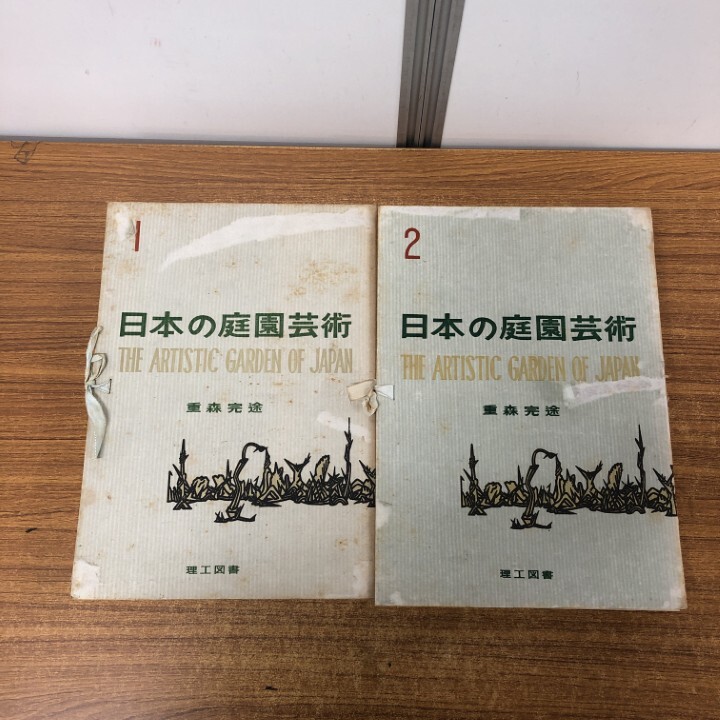 1
日本の庭園芸術
THE ARTISTIC GARDEN OF JAPAN
重森完途
理工図書
2
日本の庭園芸術
THE ARTISTIC GARDEN OF JAPAN
重森完途
理工図書